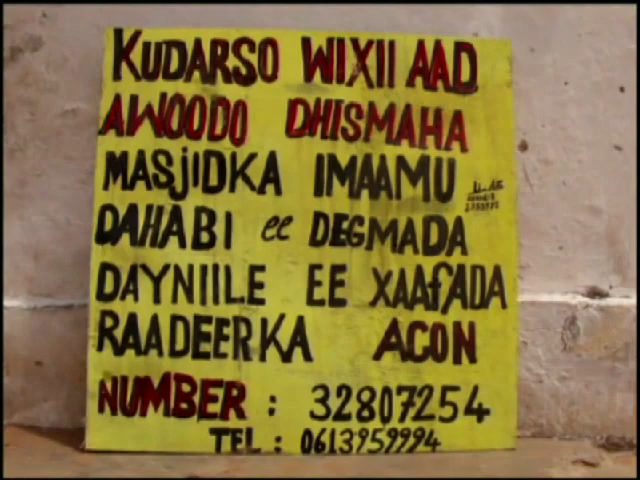 KUDARSO WIXII AAD
AWOODO DHISMAHA
MASJIDKA IMAAMU
DAHABI ee DEGMADA
DAYNIILE EE XAAFADA
RAADEERKA ACON
NUMBER : 32807254
TEL : 0613959994